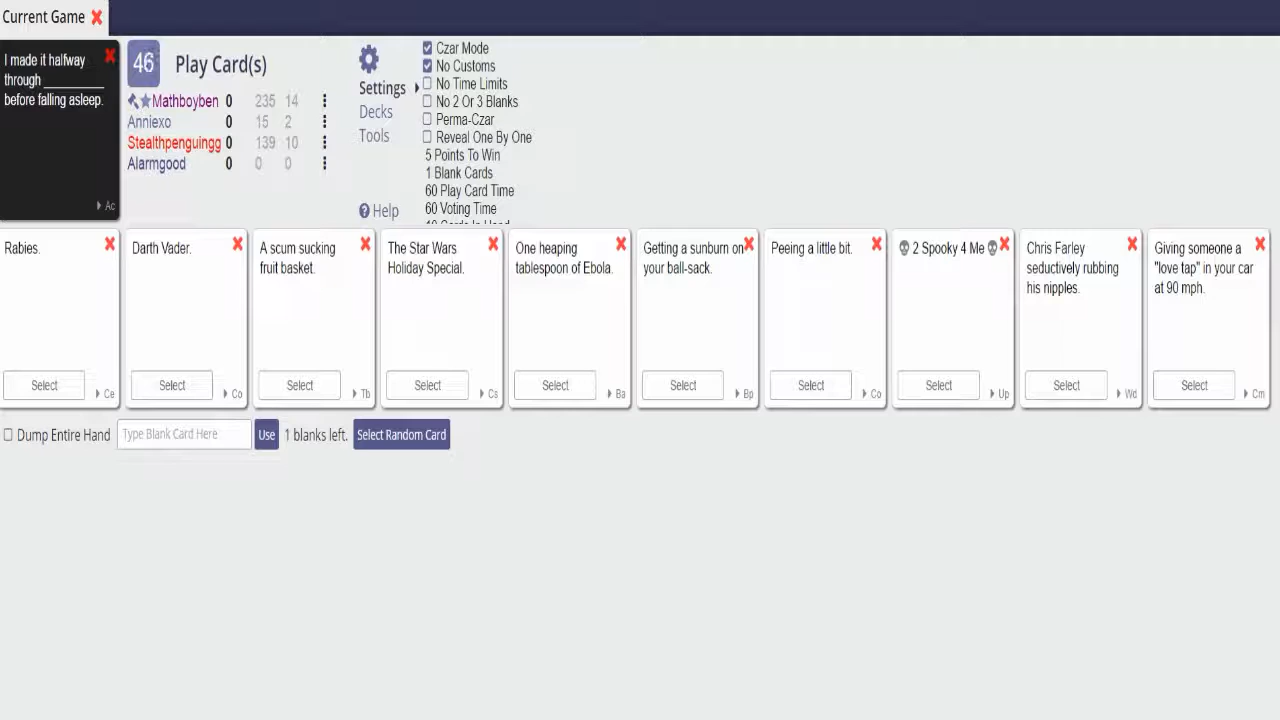 Current Game
I made it halfway
through __________
before falling asleep.
Ac
46 Play Card(s)
Mathboyben 0 235 14
Anniexo 0 15 2
Stealthpenguingg 0 139 10
Alarmgood 0 0 0
Settings
Decks
Tools
Help
Czar Mode
No Customs
No Time Limits
No 2 Or 3 Blanks
Perma-Czar
Reveal One By One
5 Points To Win
1 Blank Cards
60 Play Card Time
60 Voting Time
Rabies.
Select
Ce
Darth Vader.
Select
Co
A scum sucking
fruit basket.
Select
Tb
The Star Wars
Holiday Special.
Select
Cs
One heaping
tablespoon of Ebola.
Select
Ba
Getting a sunburn on
your ball-sack.
Select
Bp
Peeing a little bit.
Select
Co
💀 2 Spooky 4 Me 💀
Select
Up
Chris Farley
seductively rubbing
his nipples.
Select
Wd
Giving someone a
"love tap" in your car
at 90 mph.
Select
Cm
Dump Entire Hand
Type Blank Card Here
Use
1 blanks left.
Select Random Card